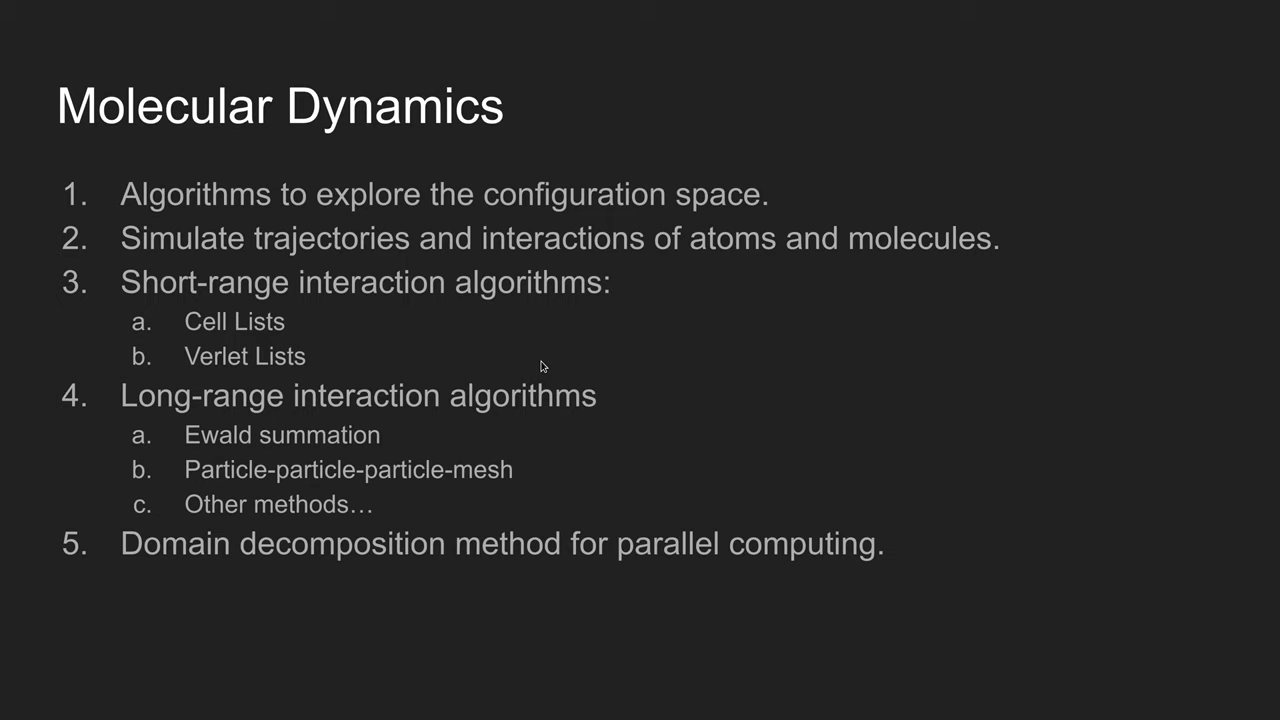 Molecular Dynamics
1. Algorithms to explore the configuration space.
2. Simulate trajectories and interactions of atoms and molecules.
3. Short-range interaction algorithms:
a. Cell Lists
b. Verlet Lists
4. Long-range interaction algorithms
a. Ewald summation
b. Particle-particle-particle-mesh
c. Other methods…
5. Domain decomposition method for parallel computing.